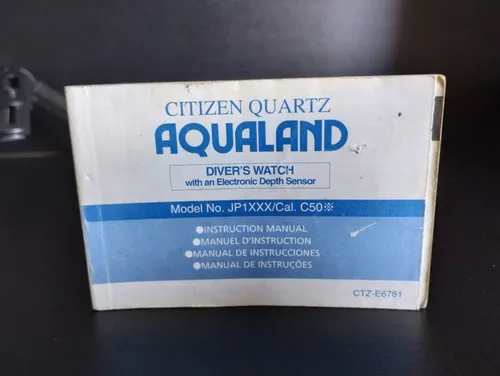 CITIZEN QUARTZ
AQUALAND
DIVER'S WATCH
with an Electronic Depth Sensor
Model No. JP1XXX/Cal. C50※
●INSTRUCTION MANUAL
●MANUEL D'INSTRUCTION
●MANUAL DE INSTRUCCIONES
●MANUAL DE INSTRUÇÕES
CTZ-E6781